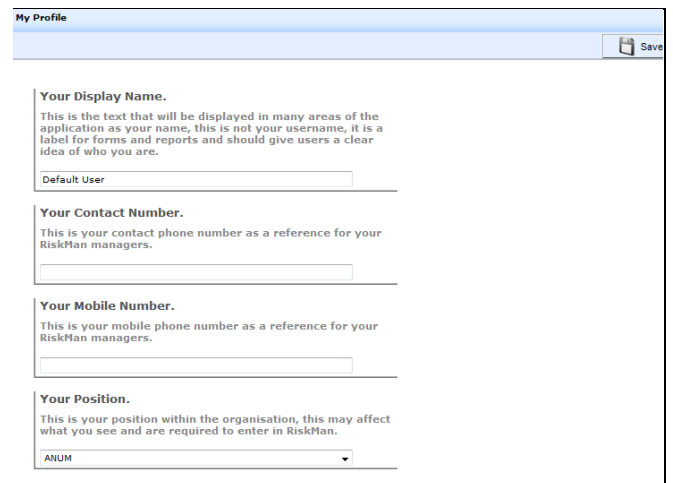 My Profile
Save
Your Display Name.
This is the text that will be displayed in many areas of the
application as your name, this is not your username, it is a
label for forms and reports and should give users a clear
idea of who you are.
Default User
Your Contact Number.
This is your contact phone number as a reference for your
RiskMan managers.
Your Mobile Number.
This is your mobile phone number as a reference for your
RiskMan managers.
Your Position.
This is your position within the organisation, this may affect
what you see and are required to enter in RiskMan.
ANUM